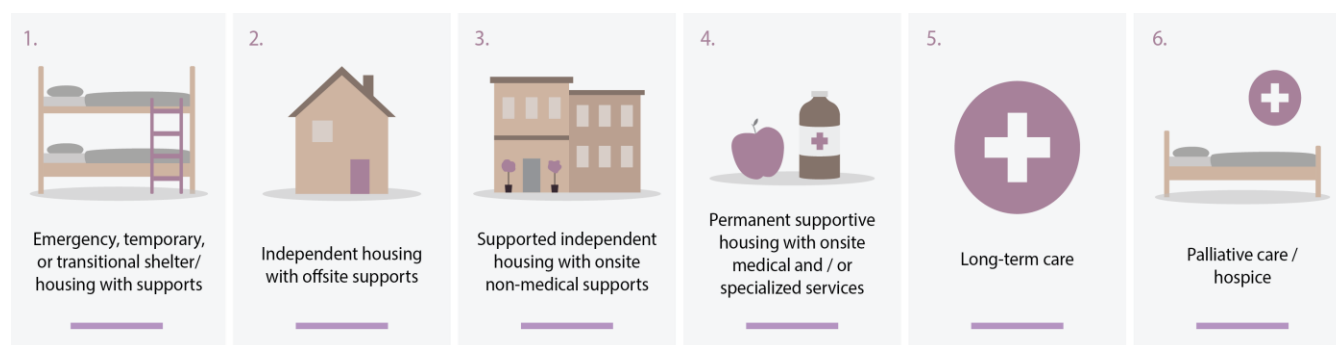 1.
Emergency, temporary,
or transitional shelter/
housing with supports
2.
Independent housing
with offsite supports
3.
Supported independent
housing with onsite
non-medical supports
4.
Permanent supportive
housing with onsite
medical and / or
specialized services
5.
Long-term care
6.
Palliative care /
hospice